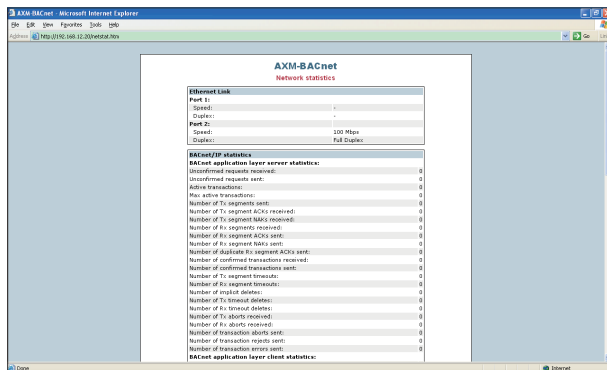 AXM-BACnet - Microsoft Internet Explorer
File Edit View Favorites Tools Help
Address http://192.168.12.20/netstat.htm Go
AXM-BACnet
Network statistics
Ethernet Link
Port 1:
Speed: -
Duplex: -
Port 2:
Speed: 100 Mbps
Duplex: Full Duplex
BACnet/IP statistics
BACnet application layer server statistics:
Unconfirmed requests received: 0
Unconfirmed requests sent: 0
Active transactions: 0
Max active transactions: 0
Number of Tx segments sent: 0
Number of Tx segment ACKs received: 0
Number of Tx segment NAKs received: 0
Number of Rx segments received: 0
Number of Rx segment ACKs sent: 0
Number of Rx segment NAKs sent: 0
Number of duplicate Rx segment ACKs sent: 0
Number of confirmed transactions received: 0
Number of confirmed transactions sent: 0
Number of Tx segment timeouts: 0
Number of Rx segment timeouts: 0
Number of implicit deletes: 0
Number of Tx timeout deletes: 0
Number of Rx timeout deletes: 0
Number of Tx aborts received: 0
Number of Rx aborts received: 0
Number of transaction aborts sent: 0
Number of transaction rejects sent: 0
Number of transaction errors sent: 0
BACnet application layer client statistics:
Done Internet